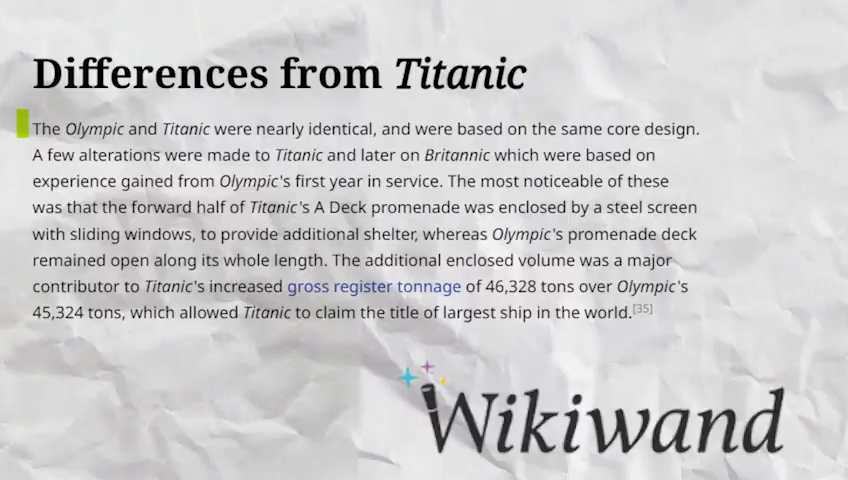 Differences from Titanic
The Olympic and Titanic were nearly identical, and were based on the same core design.
A few alterations were made to Titanic and later on Britannic which were based on
experience gained from Olympic's first year in service. The most noticeable of these
was that the forward half of Titanic's A Deck promenade was enclosed by a steel screen
with sliding windows, to provide additional shelter, whereas Olympic's promenade deck
remained open along its whole length. The additional enclosed volume was a major
contributor to Titanic's increased gross register tonnage of 46,328 tons over Olympic's
45,324 tons, which allowed Titanic to claim the title of largest ship in the world.[35]
Wikiwand